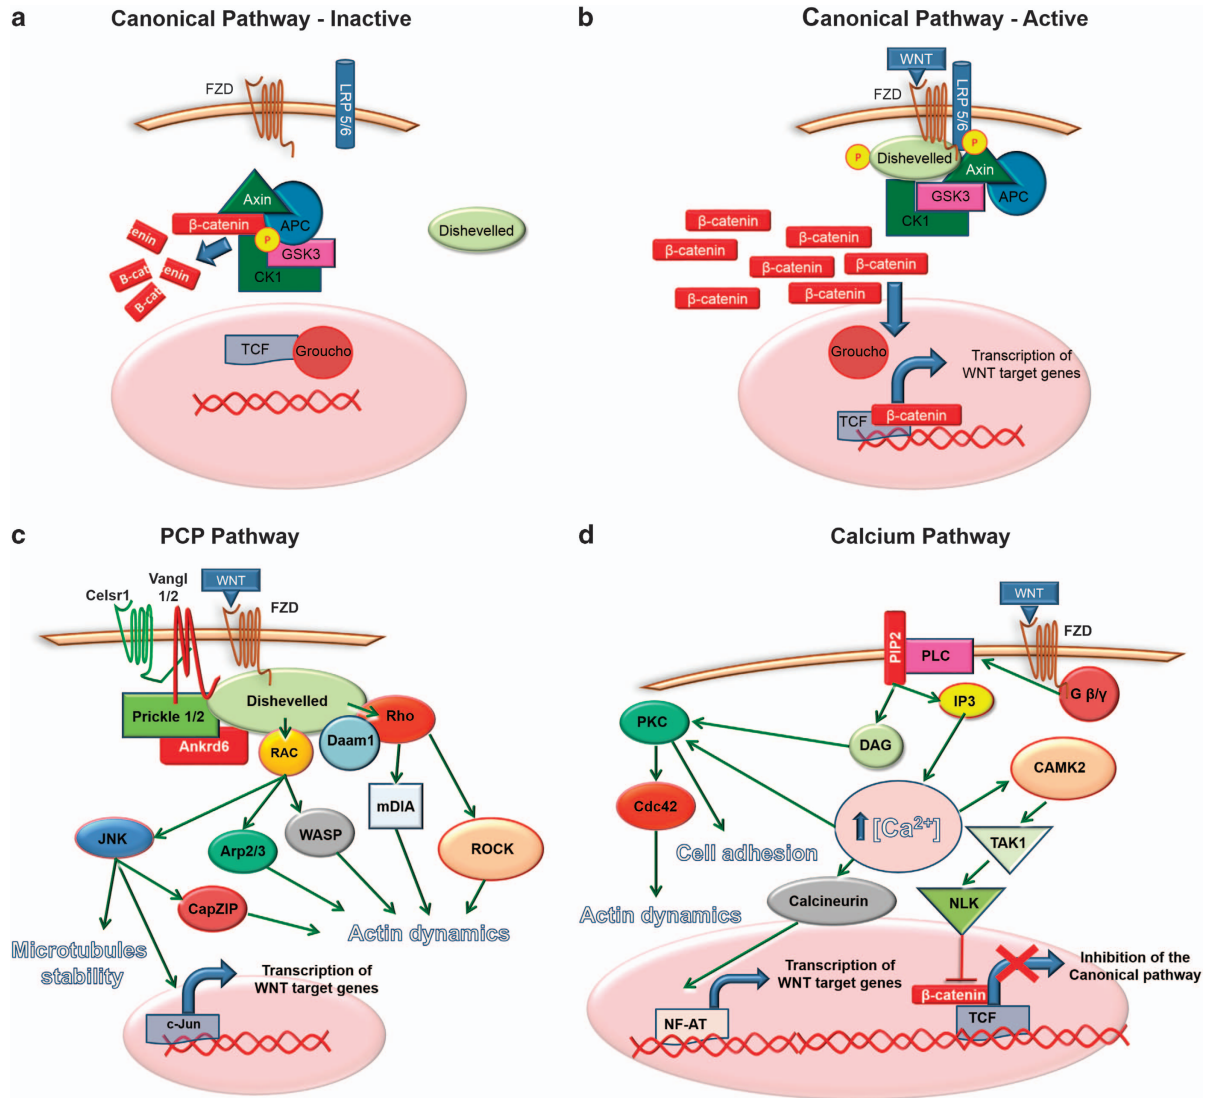 a
Canonical Pathway - Inactive
FZD
LRP 5/6
Axin
APC
β-catenin
P
GSK3
CK1
enin
B-cat
enin
B-cat
Dishevelled
TCF
Groucho
b
Canonical Pathway - Active
WNT
FZD
LRP 5/6
P
Dishevelled
P
Axin
GSK3
APC
CK1
β-catenin
β-catenin
β-catenin
β-catenin
β-catenin
β-catenin
β-catenin
Groucho
Transcription of
WNT target genes
TCF
β-catenin
c
PCP Pathway
Celsr1
Vangl
1/2
WNT
FZD
Dishevelled
Prickle 1/2
Ankrd6
RAC
Daam1
Rho
mDIA
JNK
Arp2/3
WASP
ROCK
CapZIP
Microtubules
stability
Actin dynamics
Transcription of
WNT target genes
c-Jun
d
Calcium Pathway
WNT
FZD
PIP2
PLC
G β/γ
IP3
PKC
DAG
CAMK2
Cdc42
[Ca2+]
TAK1
Cell adhesion
Calcineurin
NLK
Actin dynamics
Transcription of
WNT target genes
NF-AT
β-catenin
TCF
Inhibition of the
Canonical pathway